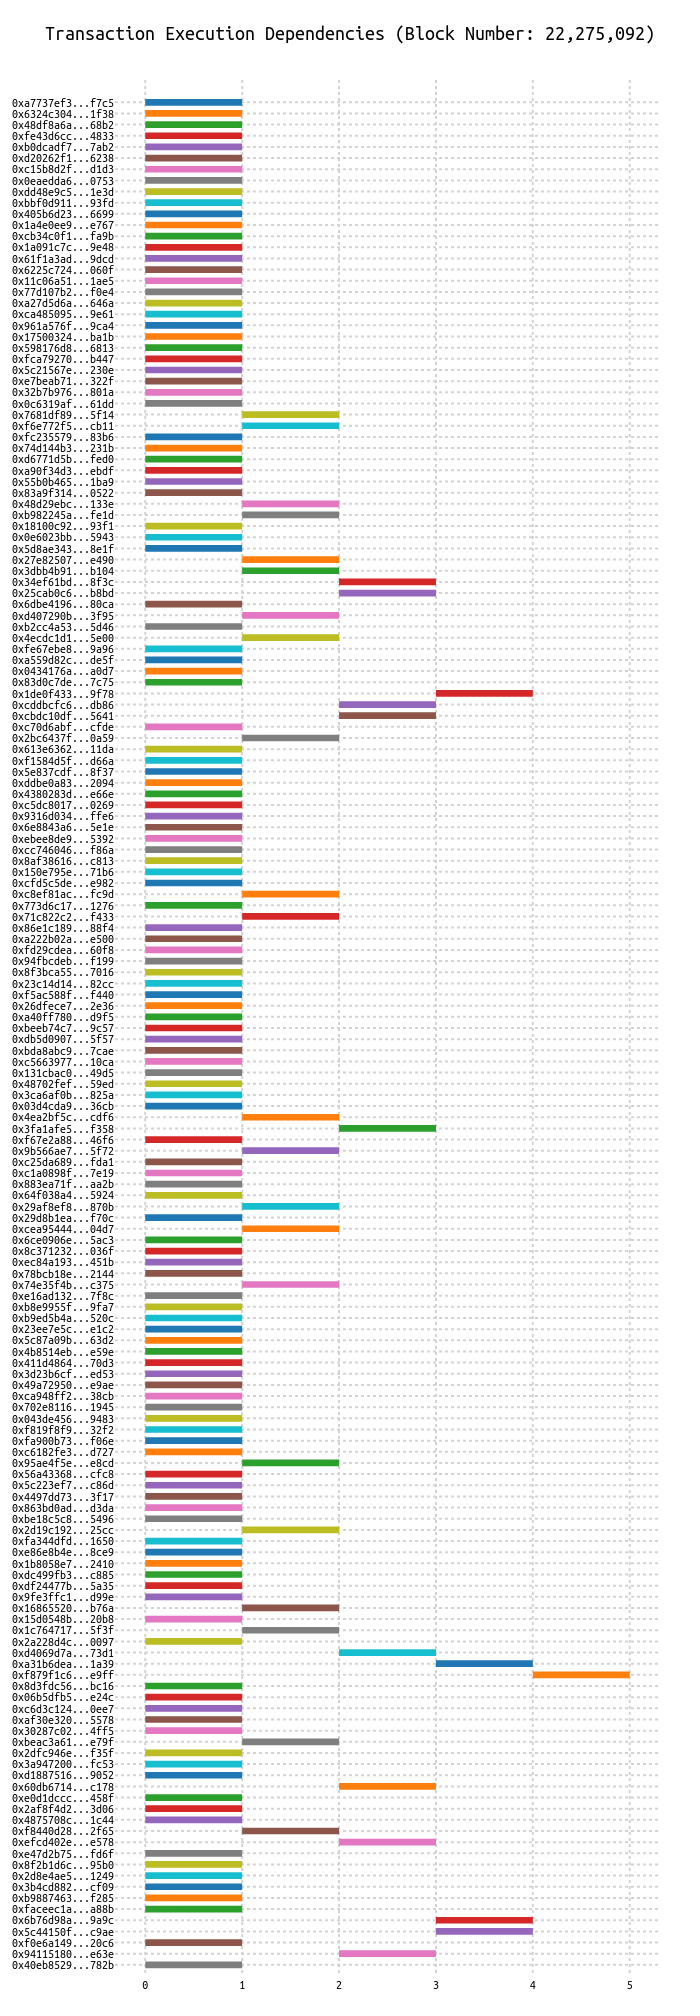 Transaction Execution Dependencies (Block Number: 22,275,092)
0xa7737ef3...f7c5
0x6324c304...1f38
0x48df8a6a...68b2
0xfe43d6cc...4833
0xb0dcadf7...7ab2
0xd20262f1...6238
0xc15b8d2f...d1d3
0x0eaedda6...0753
0xdd48e9c5...1e3d
0xbbf0d911...93fd
0x405b6d23...6699
0x1a4e0ee9...e767
0xcb34c0f1...fa9b
0x1a091c7c...9e48
0x61f1a3ad...9dcd
0x6225c724...060f
0x11c06a51...1ae5
0x77d107b2...f0e4
0xa27d5d6a...646a
0xca485095...9e61
0x961a576f...9ca4
0x17500324...ba1b
0x598176d8...6813
0xfca79270...b447
0x5c21567e...230e
0xe7beab71...322f
0x32b7b976...801a
0x0c6319af...61dd
0x7681df89...5f14
0xf6e772f5...cb11
0xfc235579...83b6
0x74d144b3...231b
0xd6771d5b...fed0
0xa90f34d3...ebdf
0x55b0b465...1ba9
0x83a9f314...0522
0x48d29ebc...133e
0xb982245a...fe1d
0x18100c92...93f1
0x0e6023bb...5943
0x5d8ae343...8e1f
0x27e82507...e490
0x3dbb4b91...b104
0x34ef61bd...8f3c
0x25cab0c6...b8bd
0x6dbe4196...80ca
0xd407290b...3f95
0xb2cc4a53...5d46
0x4ecdc1d1...5e00
0xfe67ebe8...9a96
0xa559d82c...de5f
0x0434176a...a0d7
0x83d0c7de...7c75
0x1de0f433...9f78
0xcddbcfc6...db86
0xcbdc10df...5641
0xc70d6abf...cfde
0x2bc6437f...0a59
0x613e6362...11da
0xf1584d5f...d66a
0x5e837cdf...8f37
0xddbe0a83...2094
0x4380283d...e66e
0xc5dc8017...0269
0x9316d034...ffe6
0x6e8843a6...5e1e
0xebee8de9...5392
0xcc746046...f86a
0x8af38616...c813
0x150e795e...71b6
0xcfd5c5de...e982
0xc8ef81ac...fc9d
0x773d6c17...1276
0x71c822c2...f433
0x86e1c189...88f4
0xa222b02a...e500
0xfd29cdea...60f8
0x94fbcdeb...f199
0x8f3bca55...7016
0x23c14d14...82cc
0xf5ac588f...f440
0x26dfece7...2e36
0xa40ff780...d9f5
0xbeeb74c7...9c57
0xdb5d0907...5f57
0xbda8abc9...7cae
0xc5663977...10ca
0x131cbac0...49d5
0x48702fef...59ed
0x3ca6af0b...825a
0x03d4cda9...36cb
0x4ea2bf5c...cdf6
0x3fa1afe5...f358
0xf67e2a88...46f6
0x9b566ae7...5f72
0xc25da689...fda1
0xc1a0898f...7e19
0x883ea71f...aa2b
0x64f038a4...5924
0x29af8ef8...870b
0x29d8b1ea...f70c
0xcea95444...04d7
0x6ce0906e...5ac3
0x8c371232...036f
0xec84a193...451b
0x78bcb18e...2144
0x74e35f4b...c375
0xe16ad132...7f8c
0xb8e9955f...9fa7
0xb9ed5b4a...520c
0x23ee7e5c...e1c2
0x5c87a09b...63d2
0x4b8514eb...e59e
0x411d4864...70d3
0x3d23b6cf...ed53
0x49a72950...e9ae
0xca948ff2...38cb
0x702e8116...1945
0x043de456...9483
0xf819f8f9...32f2
0xfa900b73...f06e
0xc6182fe3...d727
0x95ae4f5e...e8cd
0x56a43368...cfc8
0x5c223ef7...c86d
0x4497dd73...3f17
0x863bd0ad...d3da
0xbe18c5c8...5496
0x2d19c192...25cc
0xfa344dfd...1650
0xe86e8b4e...8ce9
0x1b8058e7...2410
0xdc499fb3...c885
0xdf24477b...5a35
0x9fe3ffc1...d99e
0x16865520...b76a
0x15d0548b...20b8
0x1c764717...5f3f
0x2a228d4c...0097
0xd4069d7a...73d1
0xa31b6dea...1a39
0xf879f1c6...e9ff
0x8d3fdc56...bc16
0x06b5dfb5...e24c
0xc6d3c124...0ee7
0xaf30e320...5578
0x30287c02...4ff5
0xbeac3a61...e79f
0x2dfc946e...f35f
0x3a947200...fc53
0xd1887516...9052
0x60db6714...c178
0xe0d1dccc...458f
0x2af8f4d2...3d06
0x4875708c...1c44
0xf8440d28...2f65
0xefcd402e...e578
0xe47d2b75...fd6f
0x8f2b1d6c...95b0
0x2d8e4ae5...1249
0x3b4cd882...cf09
0xb9887463...f285
0xfaceec1a...a88b
0x6b76d98a...9a9c
0x5c44150f...c9ae
0xf0e6a149...20c6
0x94115180...e63e
0x40eb8529...782b
0 1 2 3 4 5